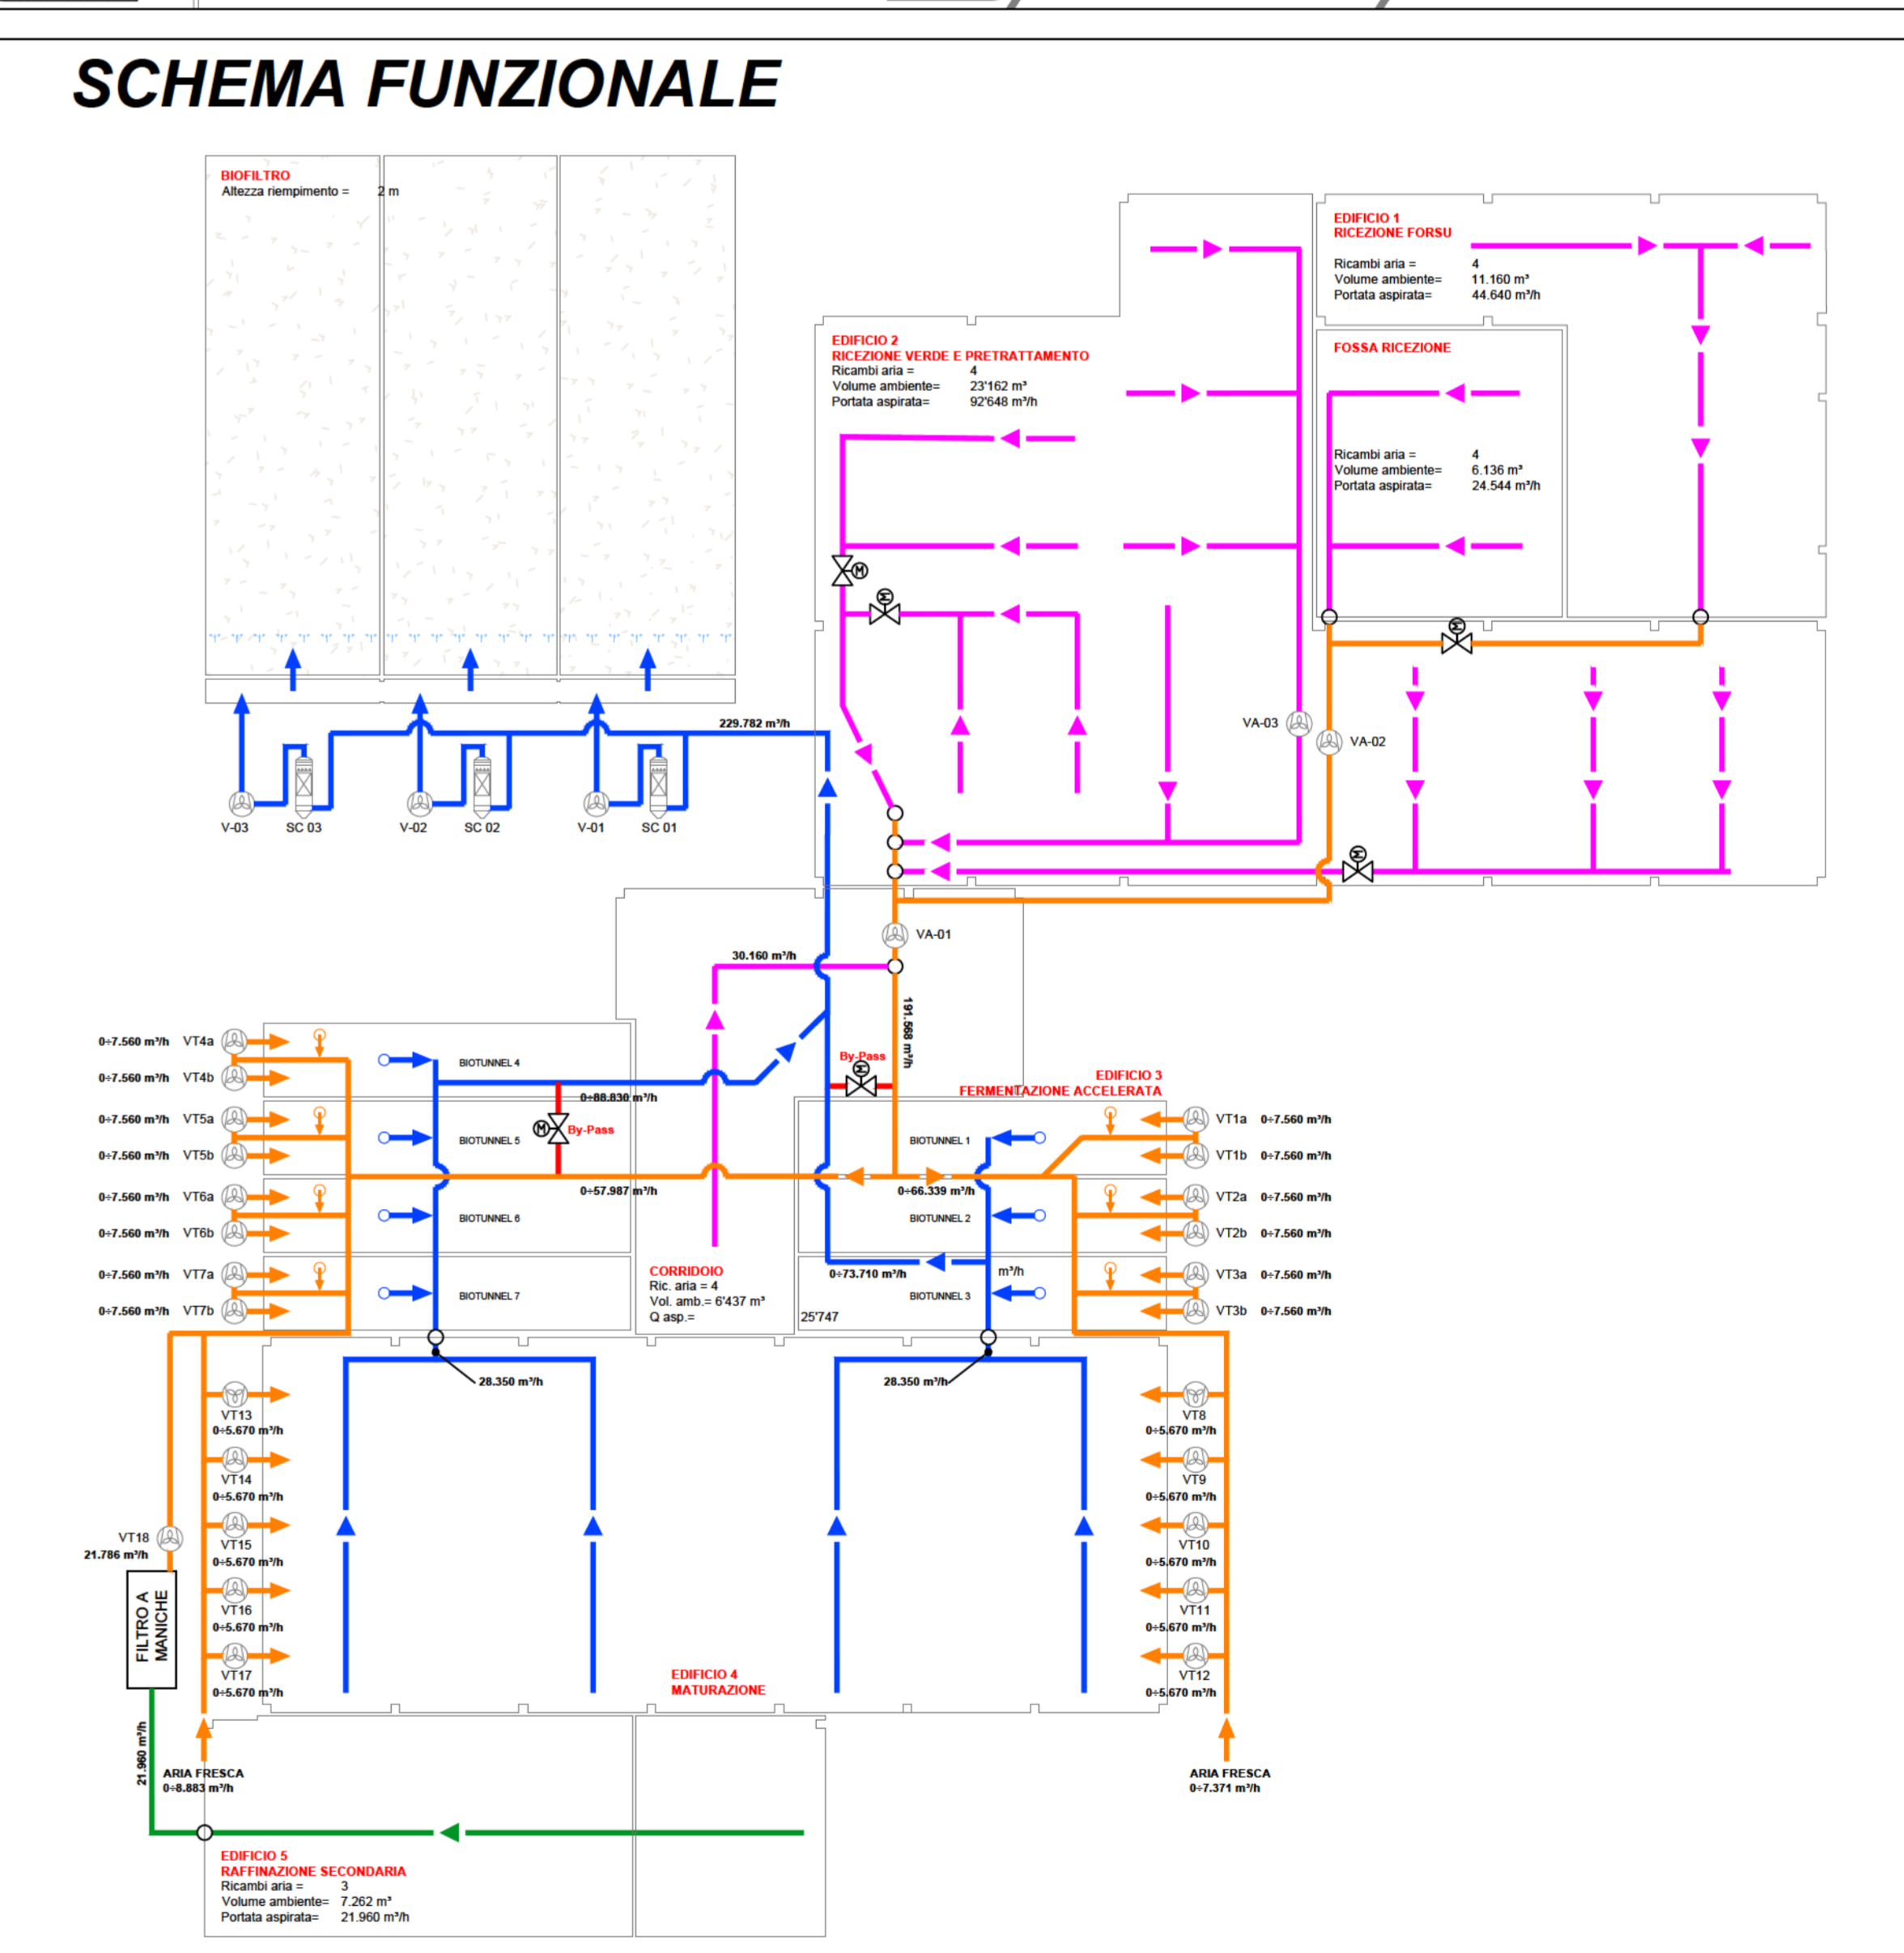 SCHEMA FUNZIONALE
BIOFILTRO
Altezza riempimento = 2 m
EDIFICIO 1
RICEZIONE FORSU
Ricambi aria = 4
Volume ambiente= 11.160 m³
Portata aspirata= 44.640 m³/h
EDIFICIO 2
RICEZIONE VERDE E PRETRATTAMENTO
Ricambi aria = 4
Volume ambiente= 23'162 m³
Portata aspirata= 92'648 m³/h
FOSSA RICEZIONE
Ricambi aria = 4
Volume ambiente= 6.136 m³
Portata aspirata= 24.544 m³/h
M
M
M
229.782 m³/h
VA-03
VA-02
V-03
SC 03
V-02
SC 02
V-01
SC 01
M
VA-01
30.160 m³/h
191.568 m³/h
0÷7.560 m³/h VT4a
0÷7.560 m³/h VT4b
BIOTUNNEL 4
By-Pass
M
EDIFICIO 3
FERMENTAZIONE ACCELERATA
0÷88.830 m³/h
0÷7.560 m³/h VT5a
0÷7.560 m³/h VT5b
BIOTUNNEL 5
M
By-Pass
BIOTUNNEL 1
VT1a 0÷7.560 m³/h
VT1b 0÷7.560 m³/h
0÷57.987 m³/h
0÷66.339 m³/h
0÷7.560 m³/h VT6a
0÷7.560 m³/h VT6b
BIOTUNNEL 6
BIOTUNNEL 2
VT2a 0÷7.560 m³/h
VT2b 0÷7.560 m³/h
0÷7.560 m³/h VT7a
0÷7.560 m³/h VT7b
BIOTUNNEL 7
CORRIDOIO
Ric. aria = 4
Vol. amb.= 6'437 m³
Q asp.= 25'747 m³/h
0÷73.710 m³/h
BIOTUNNEL 3
VT3a 0÷7.560 m³/h
VT3b 0÷7.560 m³/h
28.350 m³/h
28.350 m³/h
VT13
0÷5.670 m³/h
VT14
0÷5.670 m³/h
VT15
0÷5.670 m³/h
VT16
0÷5.670 m³/h
VT17
0÷5.670 m³/h
VT8
0÷5.670 m³/h
VT9
0÷5.670 m³/h
VT10
0÷5.670 m³/h
VT11
0÷5.670 m³/h
VT12
0÷5.670 m³/h
VT18
21.786 m³/h
FILTRO A
MANICHE
EDIFICIO 4
MATURAZIONE
21.960 m³/h
ARIA FRESCA
0÷8.883 m³/h
ARIA FRESCA
0÷7.371 m³/h
EDIFICIO 5
RAFFINAZIONE SECONDARIA
Ricambi aria = 3
Volume ambiente= 7.262 m³
Portata aspirata= 21.960 m³/h